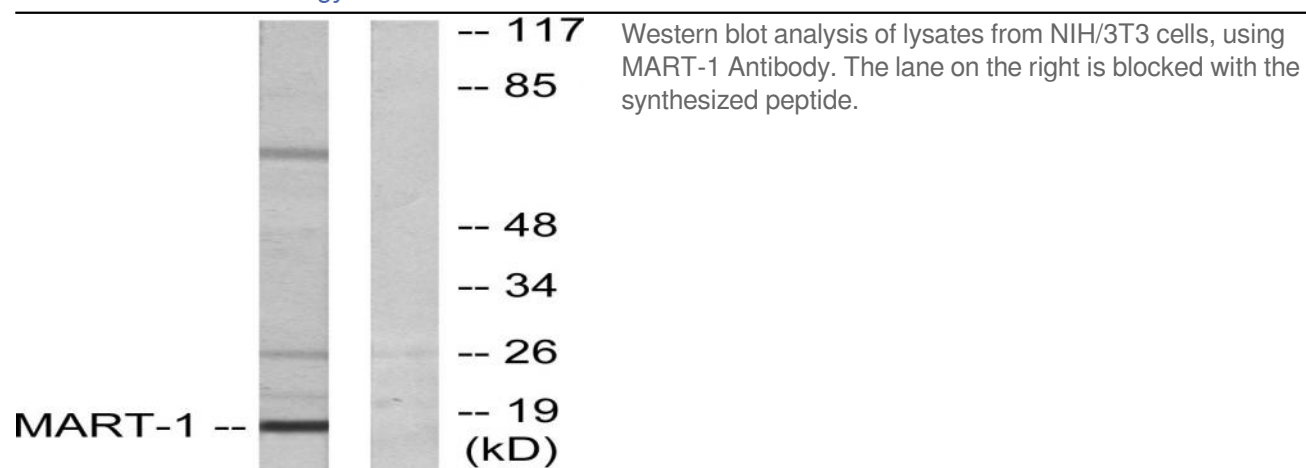 -- 117
-- 85
-- 48
-- 34
-- 26
-- 19
(kD)
MART-1 --
Western blot analysis of lysates from NIH/3T3 cells, using
MART-1 Antibody. The lane on the right is blocked with the
synthesized peptide.